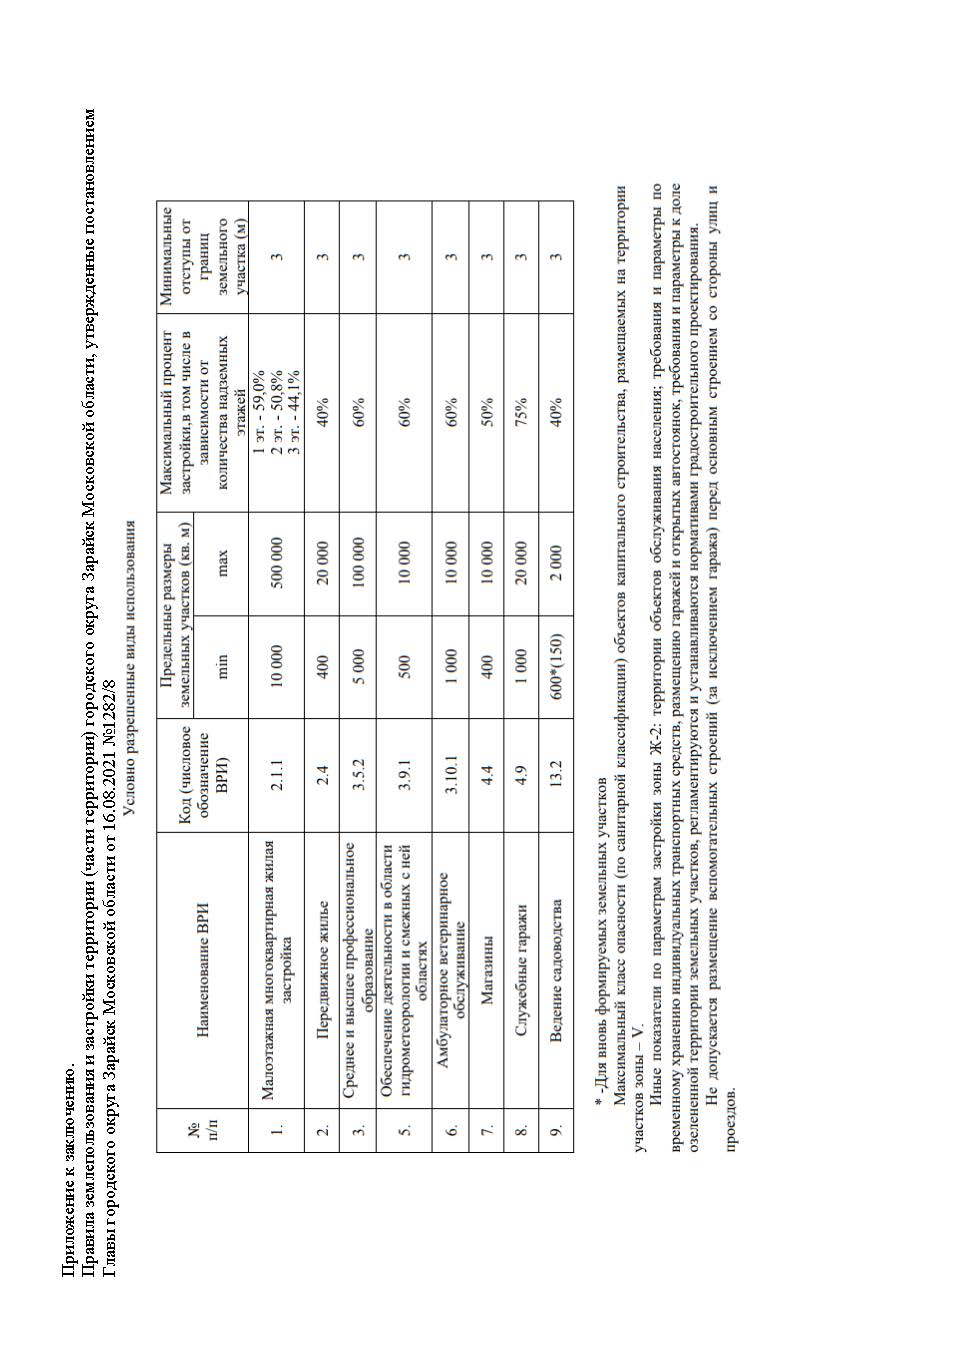 Приложение к заключению.
Правила землепользования и застройки территории (части территории) городского округа Зарайск Московской области, утвержденные постановлением
Главы городского округа Зарайск Московской области от 16.08.2021 №1282/8
Условно разрешенные виды использования
№
п/п
Наименование ВРИ
Код (числовое
обозначение
ВРИ)
Предельные размеры
земельных участков (кв. м)
min
max
Максимальный процент
застройки,в том числе в
зависимости от
количества надземных
этажей
Минимальные
отступы от
границ
земельного
участка (м)
1.
Малоэтажная многоквартирная жилая
застройка
2.1.1
10 000
500 000
1 эт. - 59,0%
2 эт. - 50,8%
3 эт. - 44,1%
3
2.
Передвижное жилье
2.4
400
20 000
40%
3
3.
Среднее и высшее профессиональное
образование
3.5.2
5 000
100 000
60%
3
5.
Обеспечение деятельности в области
гидрометеорологии и смежных с ней
областях
3.9.1
500
10 000
60%
3
6.
Амбулаторное ветеринарное
обслуживание
3.10.1
1 000
10 000
60%
3
7.
Магазины
4.4
400
10 000
50%
3
8.
Служебные гаражи
4.9
1 000
20 000
75%
3
9.
Ведение садоводства
13.2
600*(150)
2 000
40%
3
* -Для вновь формируемых земельных участков
Максимальный класс опасности (по санитарной классификации) объектов капитального строительства, размещаемых на территории
участков зоны – V.
Иные показатели по параметрам застройки зоны Ж-2: территории объектов обслуживания населения; требования и параметры по
временному хранению индивидуальных транспортных средств, размещению гаражей и открытых автостоянок, требования и параметры к доле
озелененной территории земельных участков, регламентируются и устанавливаются нормативами градостроительного проектирования.
Не допускается размещение вспомогательных строений (за исключением гаража) перед основным строением со стороны улиц и
проездов.